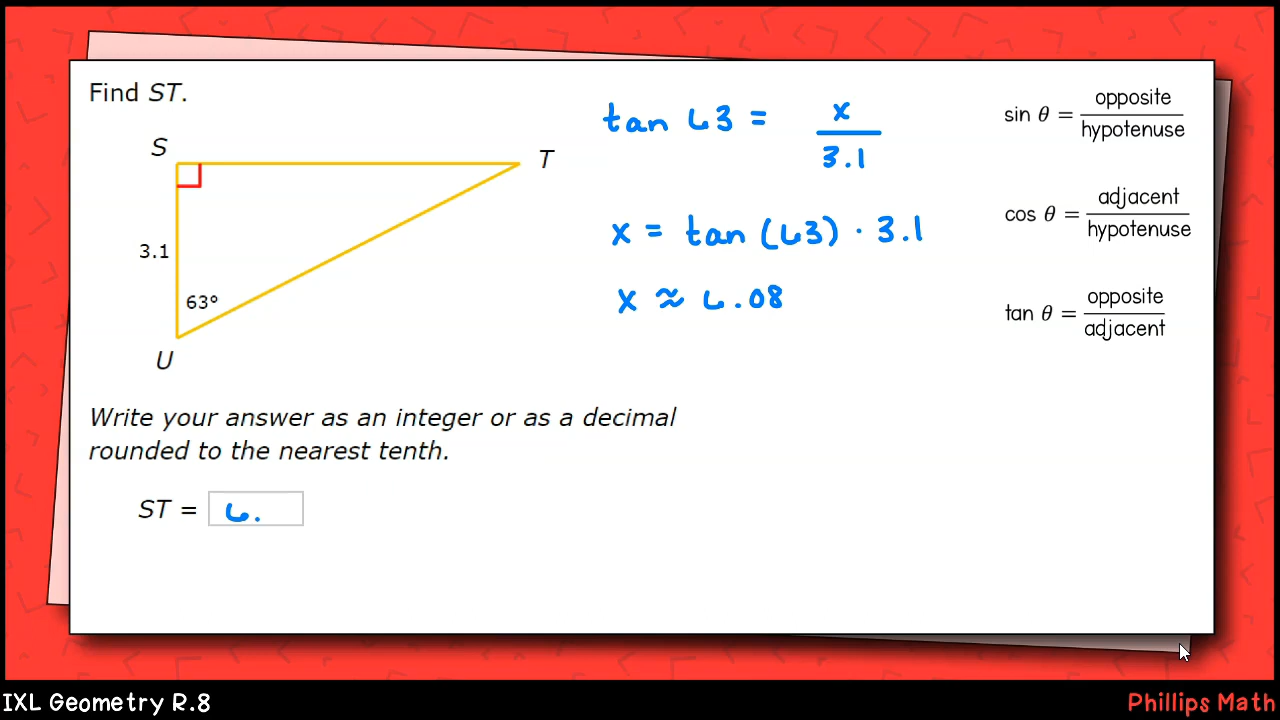 Find ST.
S
T
3.1
63°
U
tan 63 = x / 3.1
x = tan (63) · 3.1
x ≈ 6.08
sin θ = opposite / hypotenuse
cos θ = adjacent / hypotenuse
tan θ = opposite / adjacent
Write your answer as an integer or as a decimal
rounded to the nearest tenth.
ST = 6.
IXL Geometry R.8
Phillips Math